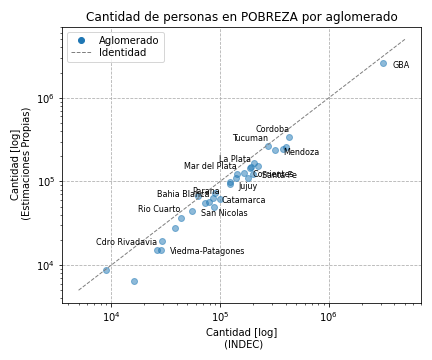 Cantidad de personas en POBREZA por aglomerado
Aglomerado
Identidad
GBA
Cordoba
Tucuman
Mendoza
La Plata
Mar del Plata
Corrientes
Santa Fe
Jujuy
Parana
Bahia Blanca
Catamarca
Rio Cuarto
San Nicolas
Cdro Rivadavia
Viedma-Patagones
10⁶
10⁵
10⁴
Cantidad [log]
(Estimaciones Propias)
10⁴ 10⁵ 10⁶
Cantidad [log]
(INDEC)